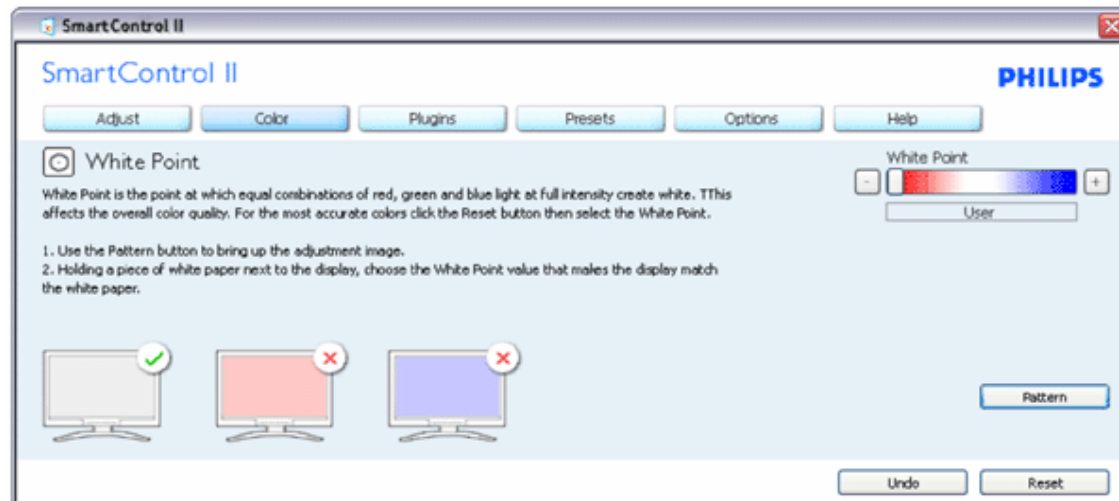 SmartControl II
SmartControl II
PHILIPS
Adjust Color Plugins Presets Options Help
White Point
White Point is the point at which equal combinations of red, green and blue light at full intensity create white. TThis
affects the overall color quality. For the most accurate colors click the Reset button then select the White Point.
1. Use the Pattern button to bring up the adjustment image.
2. Holding a piece of white paper next to the display, choose the White Point value that makes the display match
the white paper.
White Point
- +
User
Pattern
Undo Reset